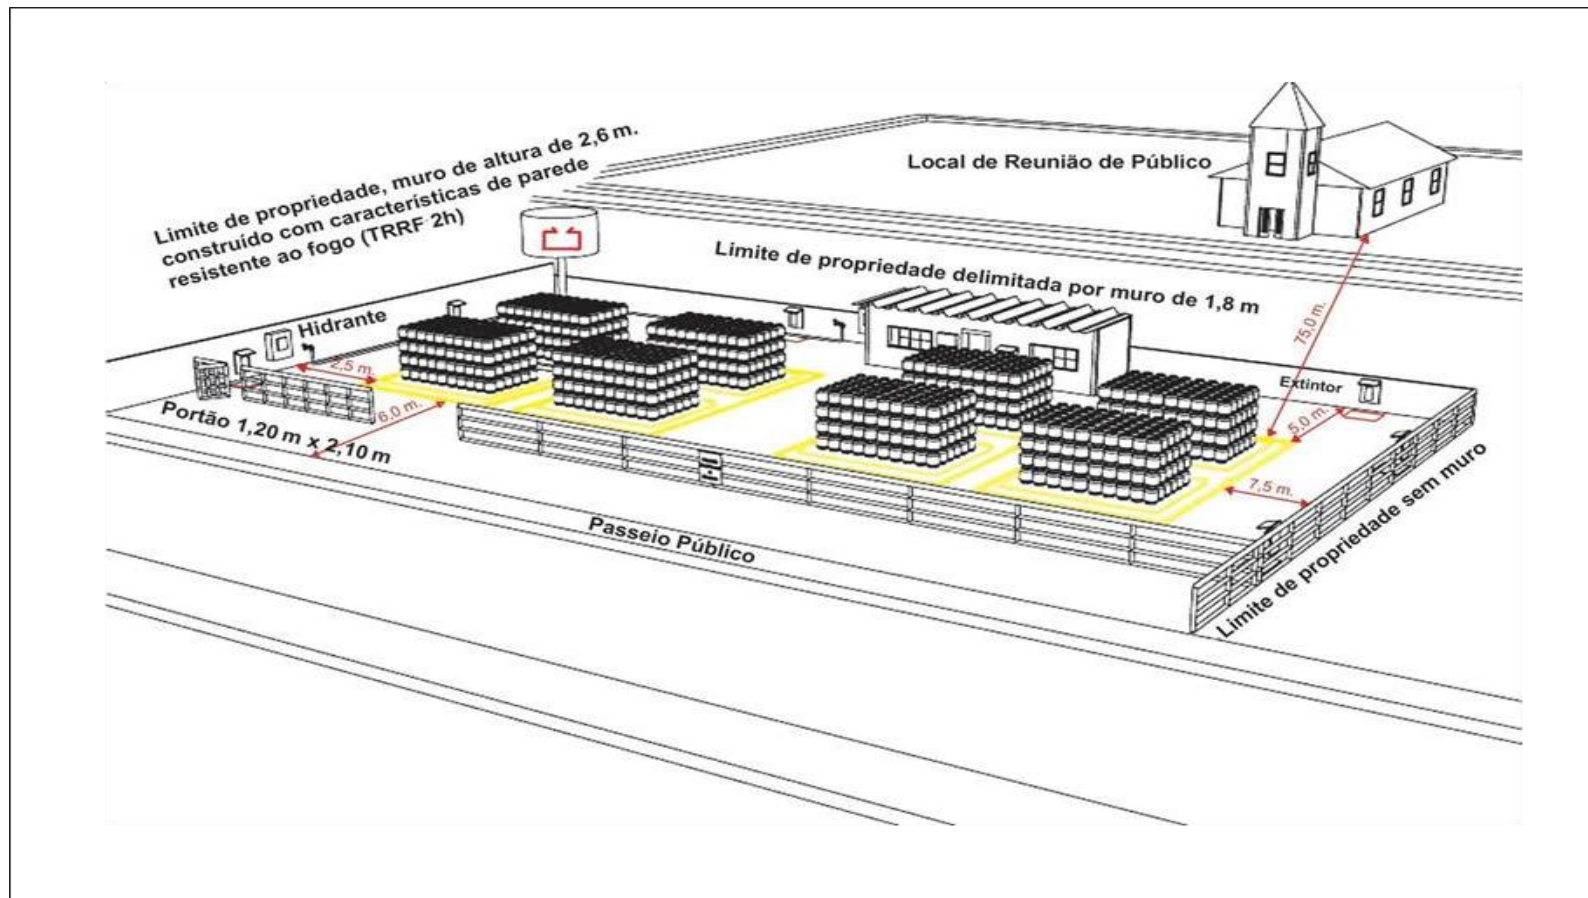 Limite de propriedade, muro de altura de 2,6 m.
construído com características de parede
resistente ao fogo (TRRF 2h)
Local de Reunião de Público
Limite de propriedade delimitada por muro de 1,8 m
75,0 m.
Hidrante
2,5 m.
Extintor
5,0 m.
6,0 m.
Portão 1,20 m x 2,10 m
7,5 m.
Limite de propriedade sem muro
Passeio Público